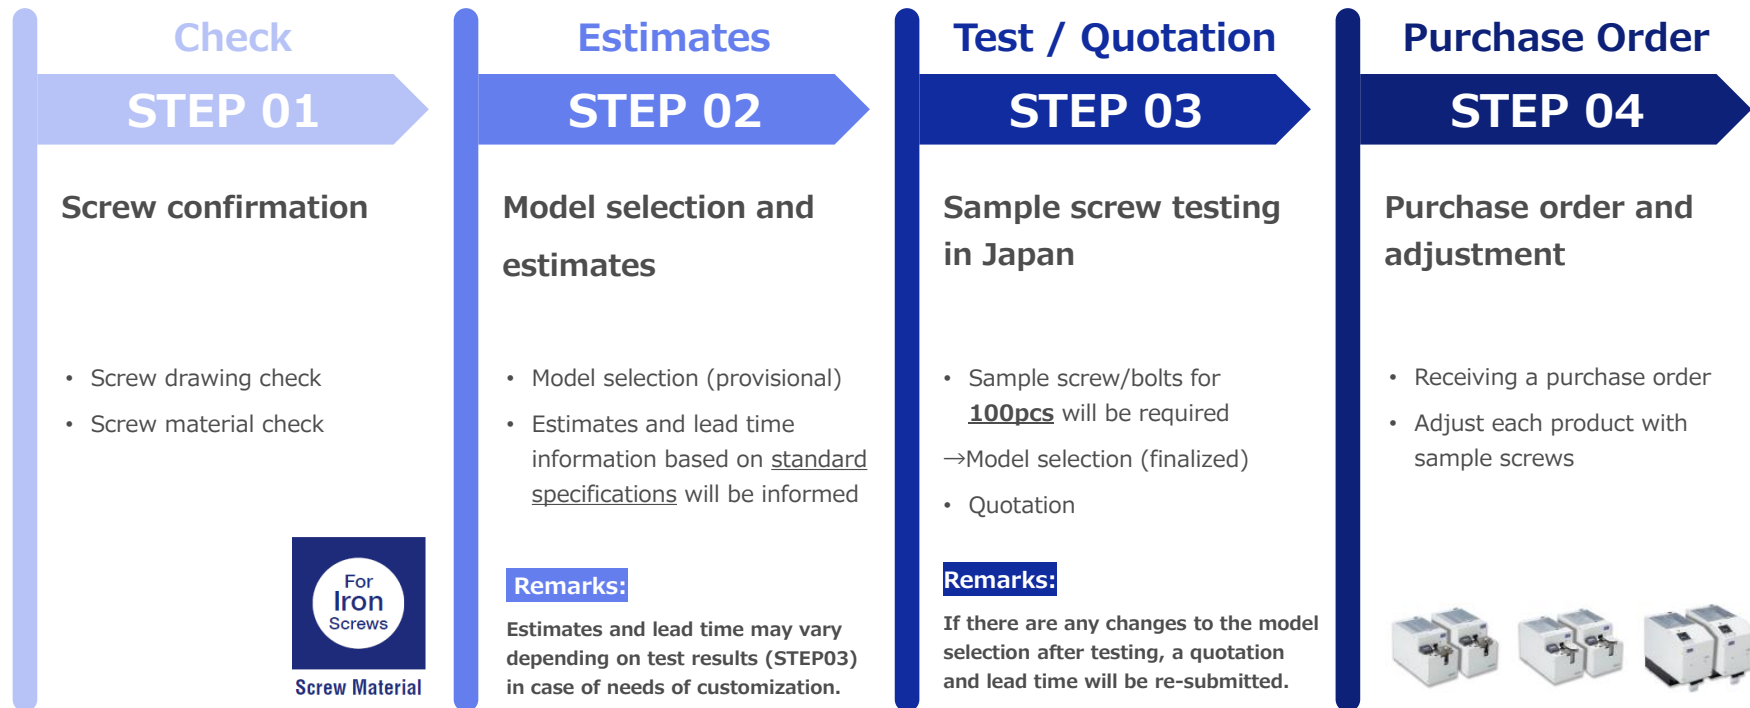 Check
STEP 01
Screw confirmation
• Screw drawing check
• Screw material check
For
Iron
Screws
Screw Material
Estimates
STEP 02
Model selection and
estimates
• Model selection (provisional)
• Estimates and lead time
information based on standard
specifications will be informed
Remarks:
Estimates and lead time may vary
depending on test results (STEP03)
in case of needs of customization.
Test / Quotation
STEP 03
Sample screw testing
in Japan
• Sample screw/bolts for
100pcs will be required
→Model selection (finalized)
• Quotation
Remarks:
If there are any changes to the model
selection after testing, a quotation
and lead time will be re-submitted.
Purchase Order
STEP 04
Purchase order and
adjustment
• Receiving a purchase order
• Adjust each product with
sample screws